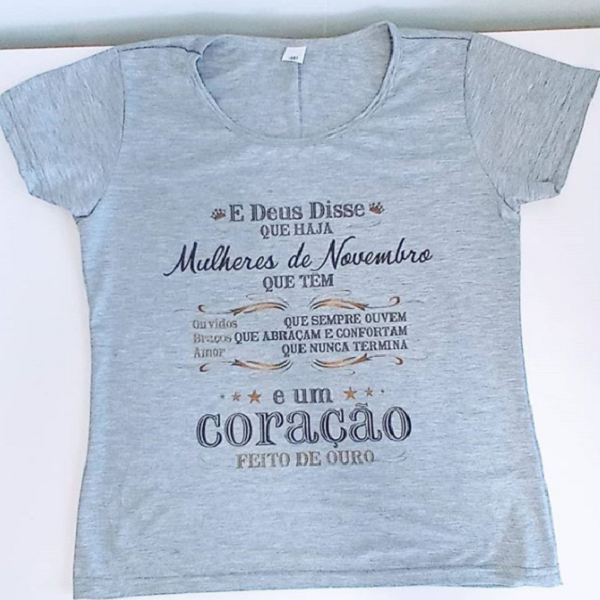 E Deus Disse
QUE HAJA
Mulheres de Novembro
QUE TÊM
Ouvidos QUE SEMPRE OUVEM
Braços QUE ABRAÇAM E CONFORTAM
Amor QUE NUNCA TERMINA
e um
coração
FEITO DE OURO